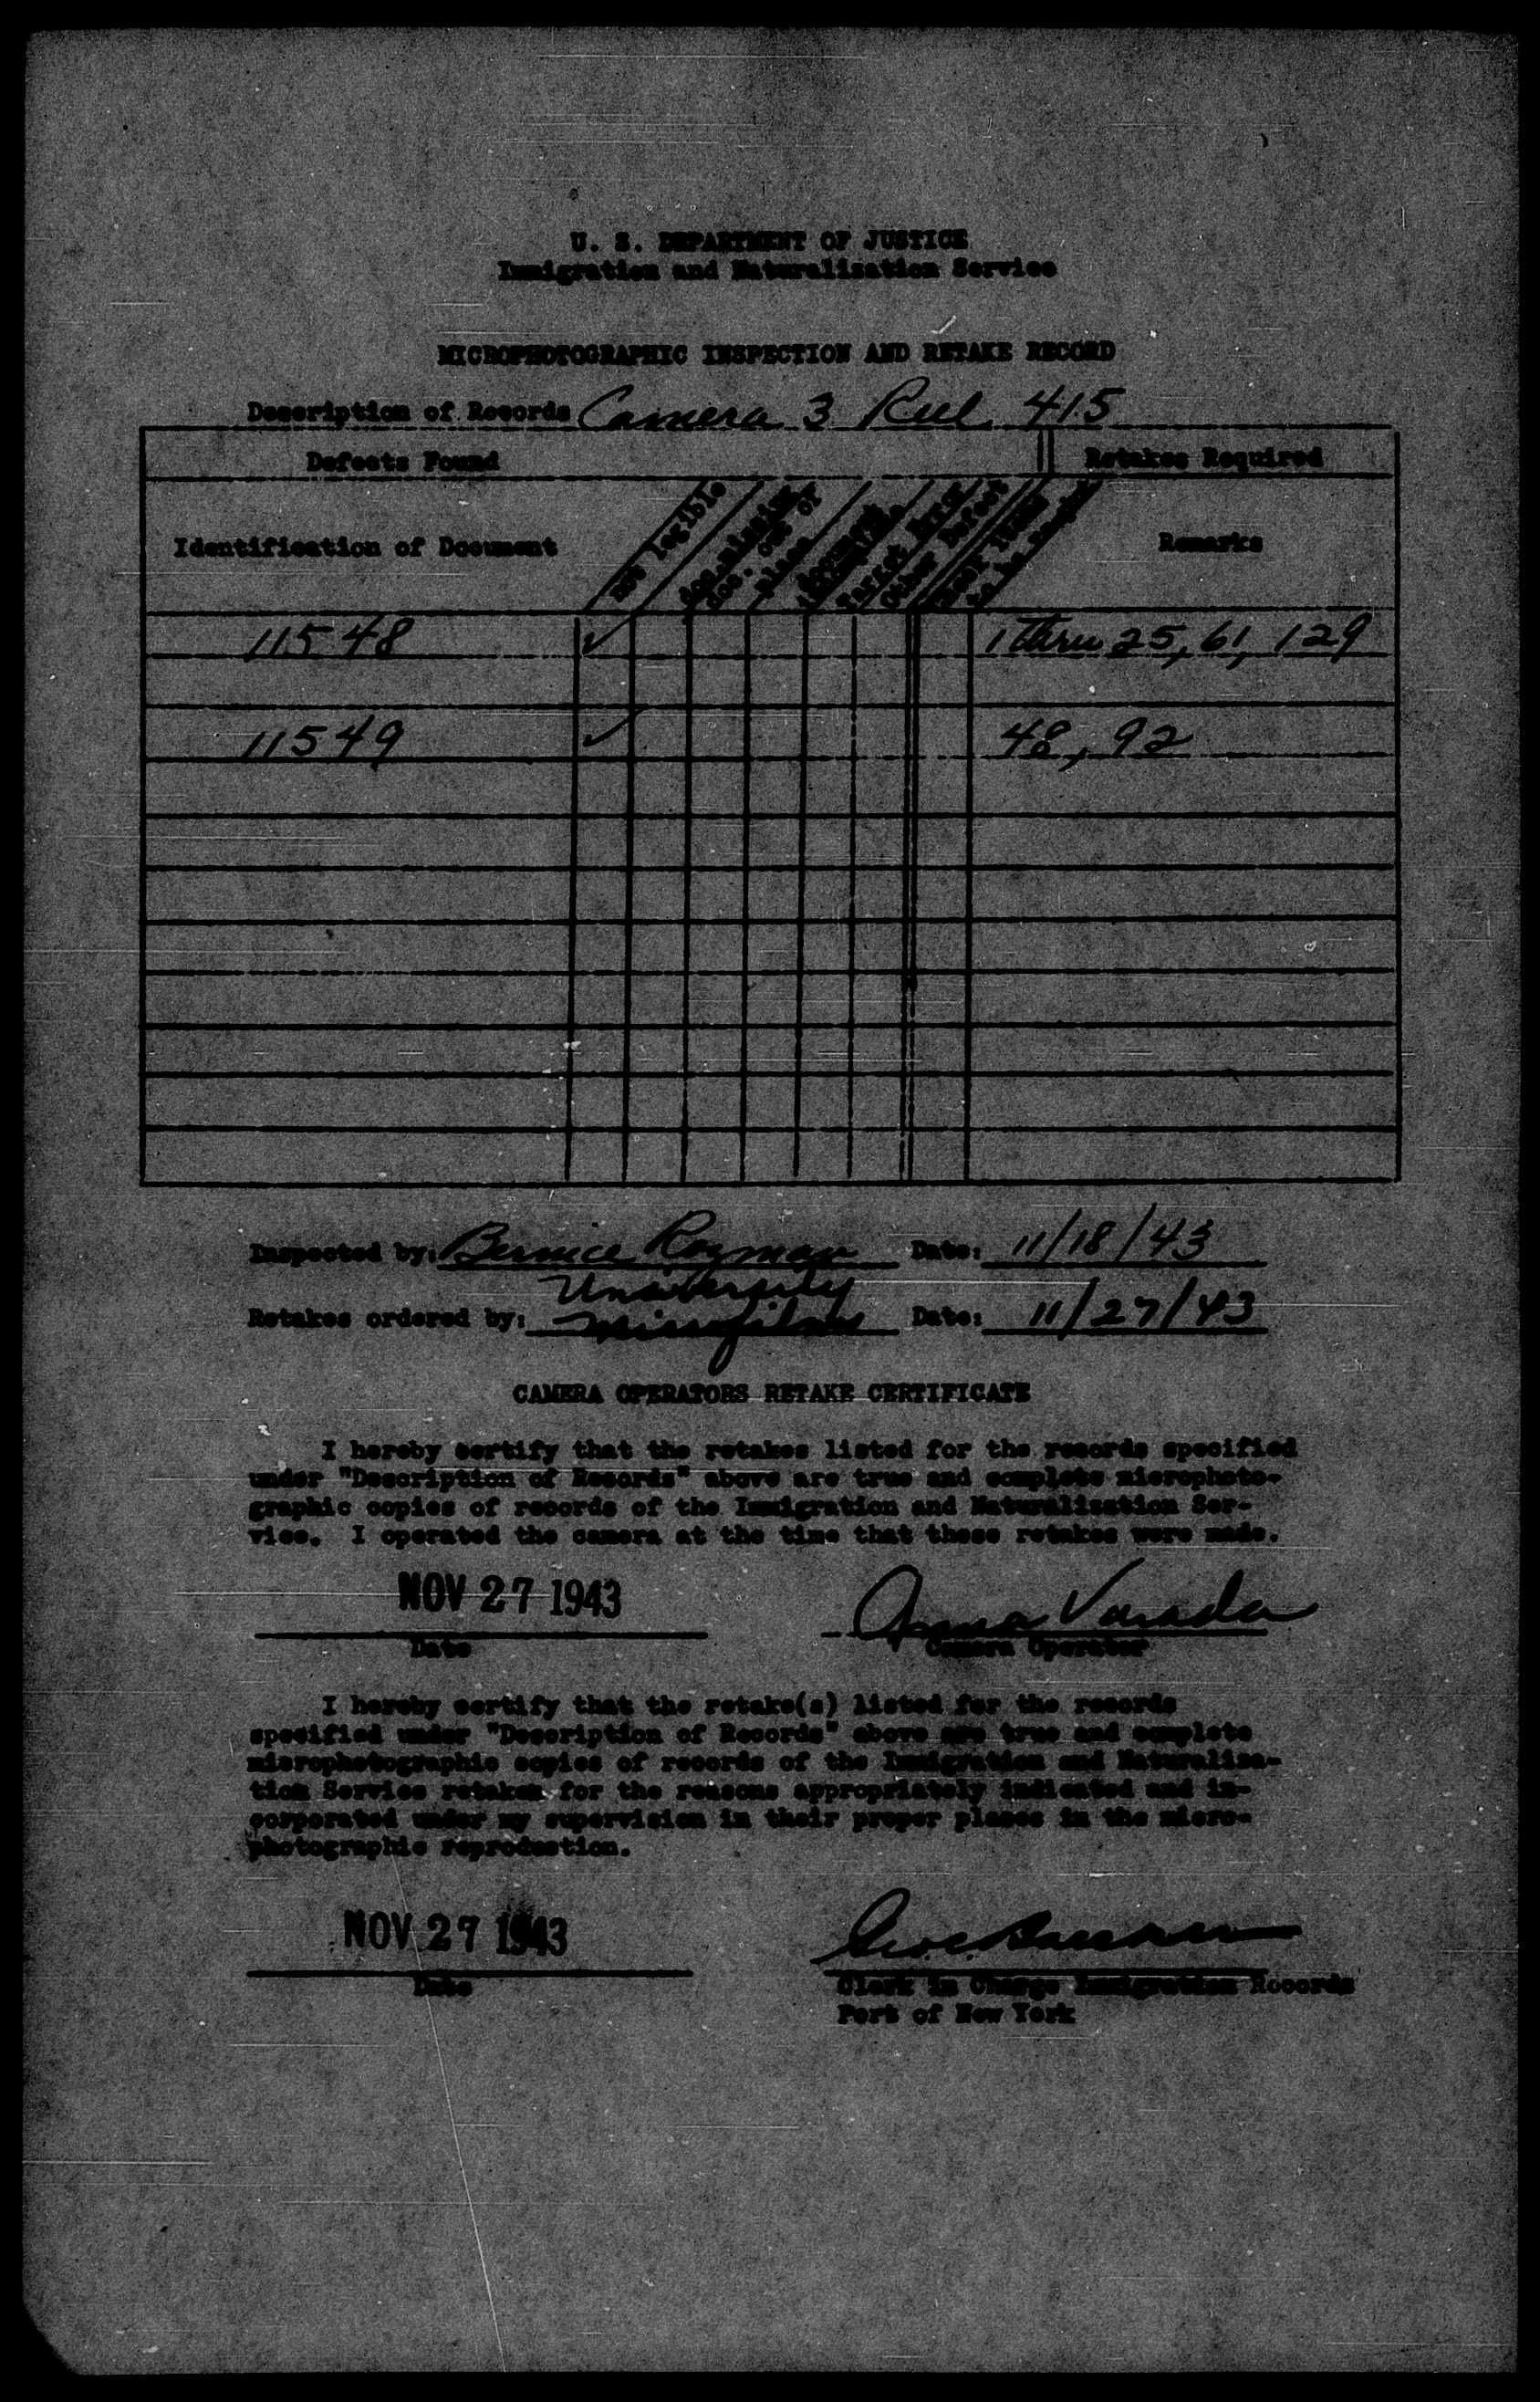 U. S. DEPARTMENT OF JUSTICE
Immigration and Naturalization Service
MICROPHOTOGRAPHIC INSPECTION AND RETAKE RECORD
Description of Records Camera 3 Reel 415
Defects Found Retakes Required
Identification of Document not legible Remarks
11548 ✓ 1 thru 25, 61, 129
11549 ✓ 48, 92
Inspected by: Bernice Date: 11/18/43
University
Retakes ordered by: Microfilms Date: 11/27/43
CAMERA OPERATORS RETAKE CERTIFICATE
I hereby certify that the retakes listed for the records specified
under "Description of Records" above are true and complete microphoto-
graphic copies of records of the Immigration and Naturalization Ser-
vice. I operated the camera at the time that these retakes were made.
NOV 27 1943 Anna
Date Camera Operator
I hereby certify that the retake(s) listed for the records
specified under "Description of Records" above are true and complete
microphotographic copies of records of the Immigration and Naturaliza-
tion Service retaken for the reasons appropriately indicated and in-
corporated under my supervision in their proper places in the micro-
photographic reproduction.
NOV 27 1943
Date Clerk in Charge Immigration Records
Port of New York